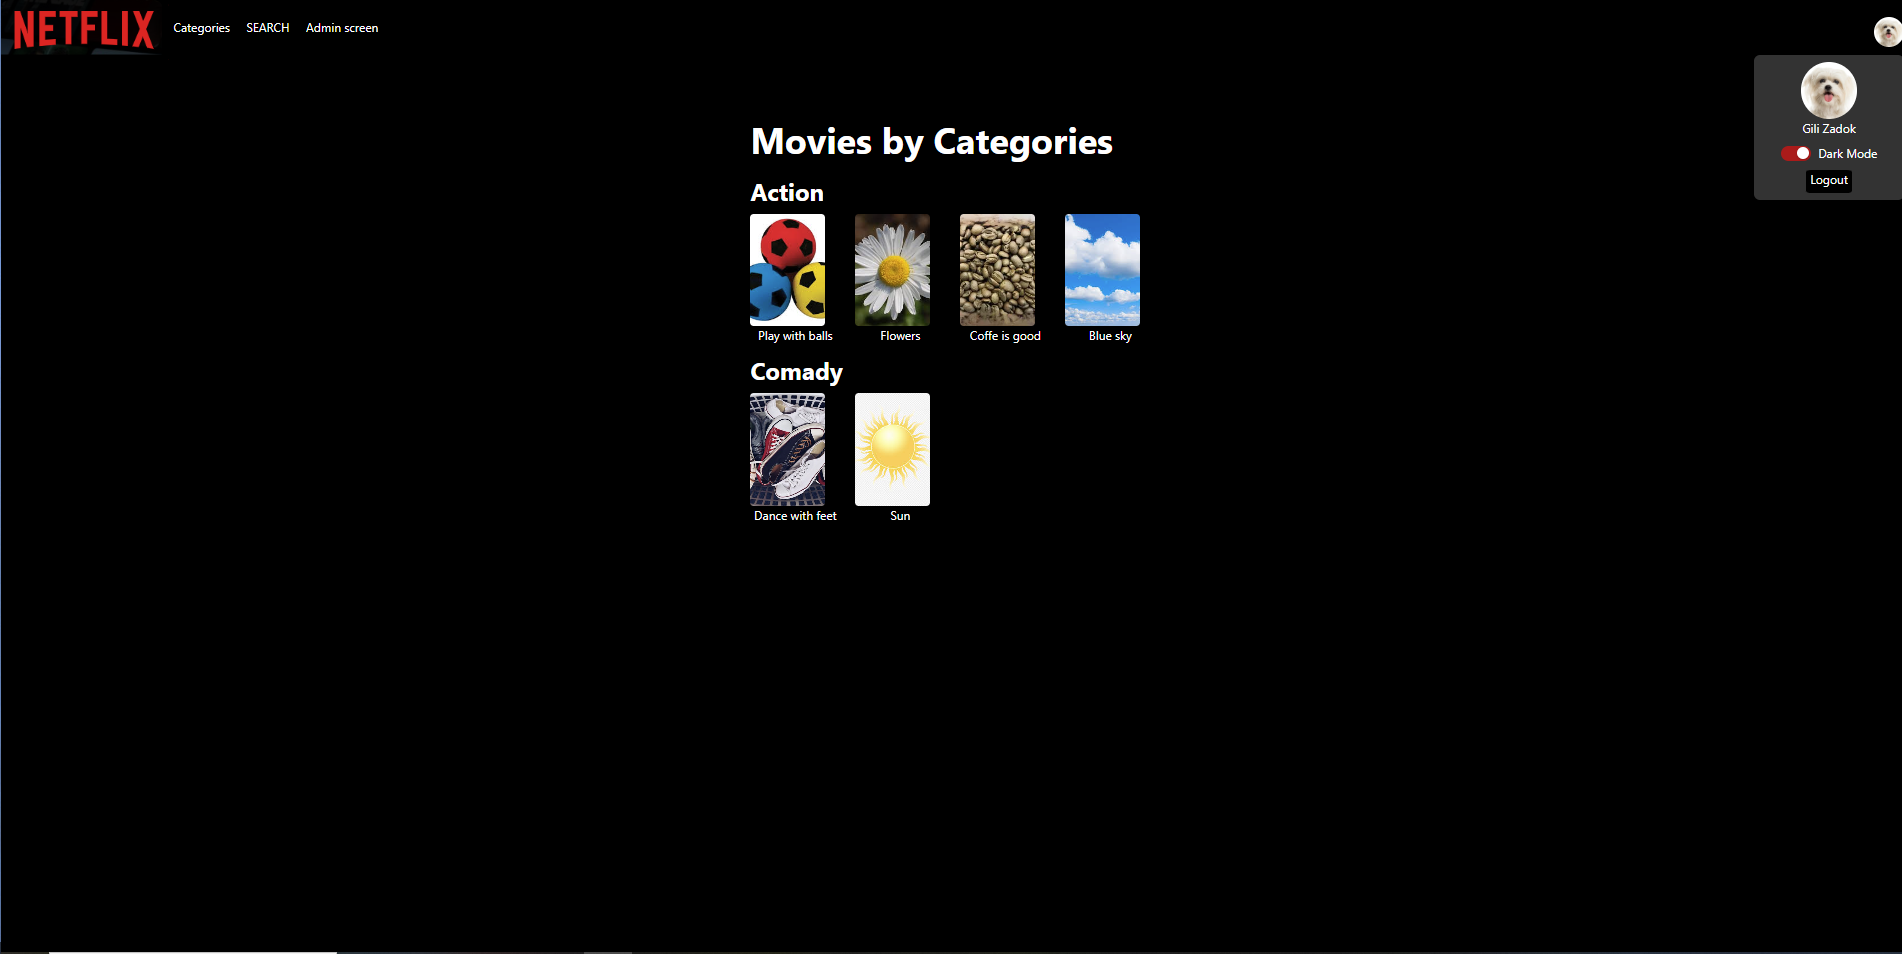 NETFLIX
Categories SEARCH Admin screen
Gili Zadok
Dark Mode
Logout
Movies by Categories
Action
Play with balls Flowers Coffe is good Blue sky
Comady
Dance with feet Sun